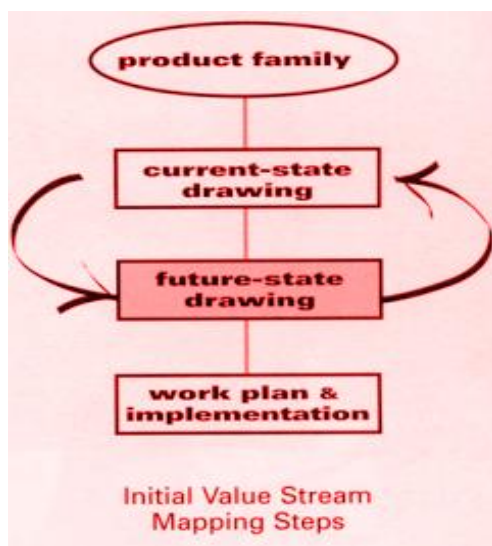 product family
current-state
drawing
future-state
drawing
work plan &
implementation
Initial Value Stream
Mapping Steps